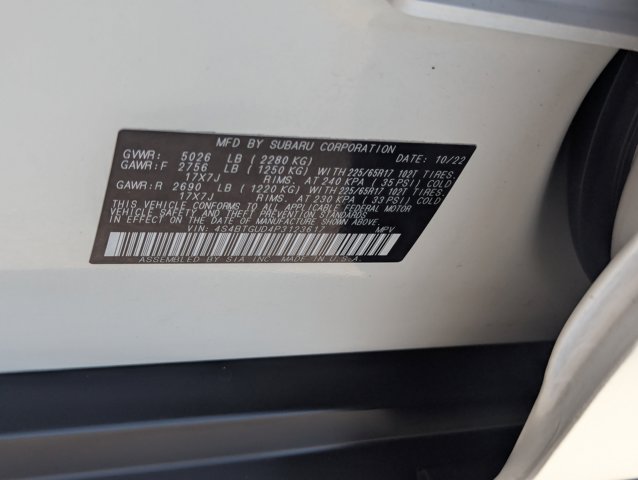 MFD BY SUBARU CORPORATION
GVWR: 5026 LB (2280 KG) DATE: 10/22
GAWR:F 2756 LB (1250 KG) WITH 225/65R17 102T TIRES.
17X7J RIMS. AT 240 KPA (35 PSI) COLD
GAWR:R 2690 LB (1220 KG) WITH 225/65R17 102T TIRES.
17X7J RIMS. AT 230 KPA (33 PSI) COLD
THIS VEHICLE CONFORMS TO ALL APPLICABLE FEDERAL MOTOR
VEHICLE SAFETY, BUMPER, AND THEFT PREVENTION STANDARDS
IN EFFECT ON THE DATE OF MANUFACTURE SHOWN ABOVE.
VIN: 4S4BTGUD4P3123617 MPV
ASSEMBLED BY SIA INC. MADE IN U.S.A.